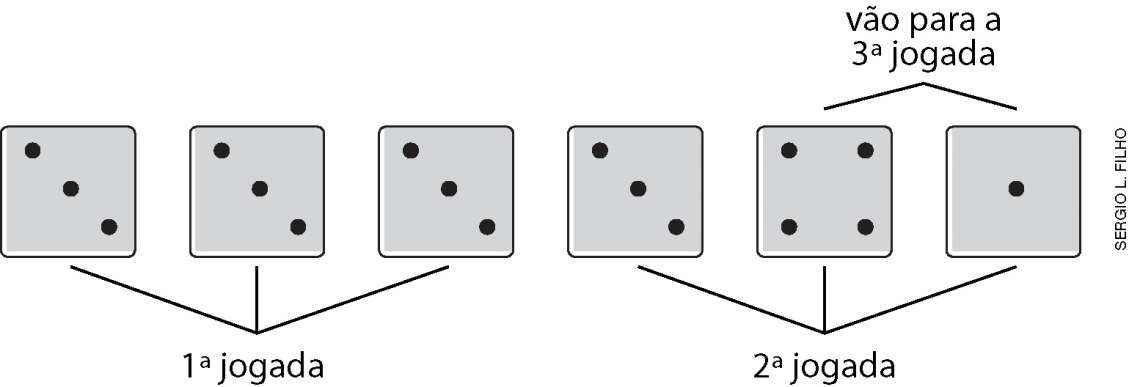 vão para a
3ª jogada
1ª jogada
2ª jogada
SERGIO L. FILHO